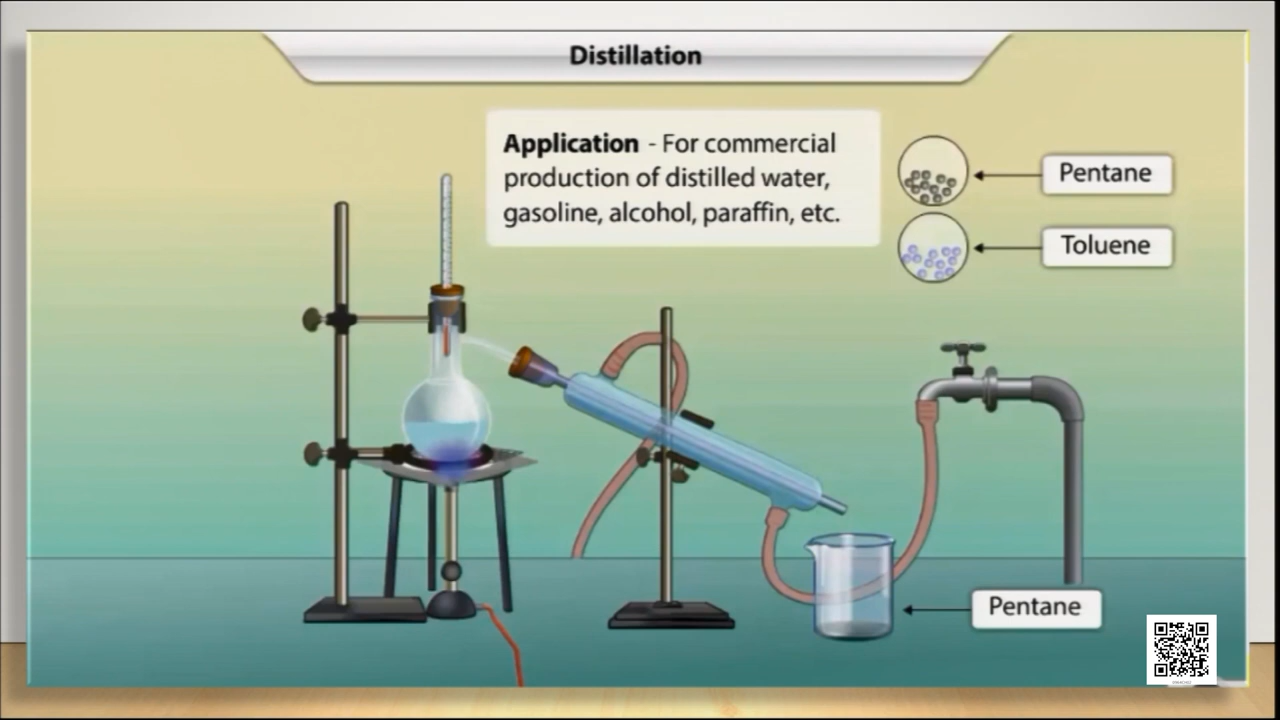 Distillation
Application - For commercial
production of distilled water,
gasoline, alcohol, paraffin, etc.
Pentane
Toluene
Pentane